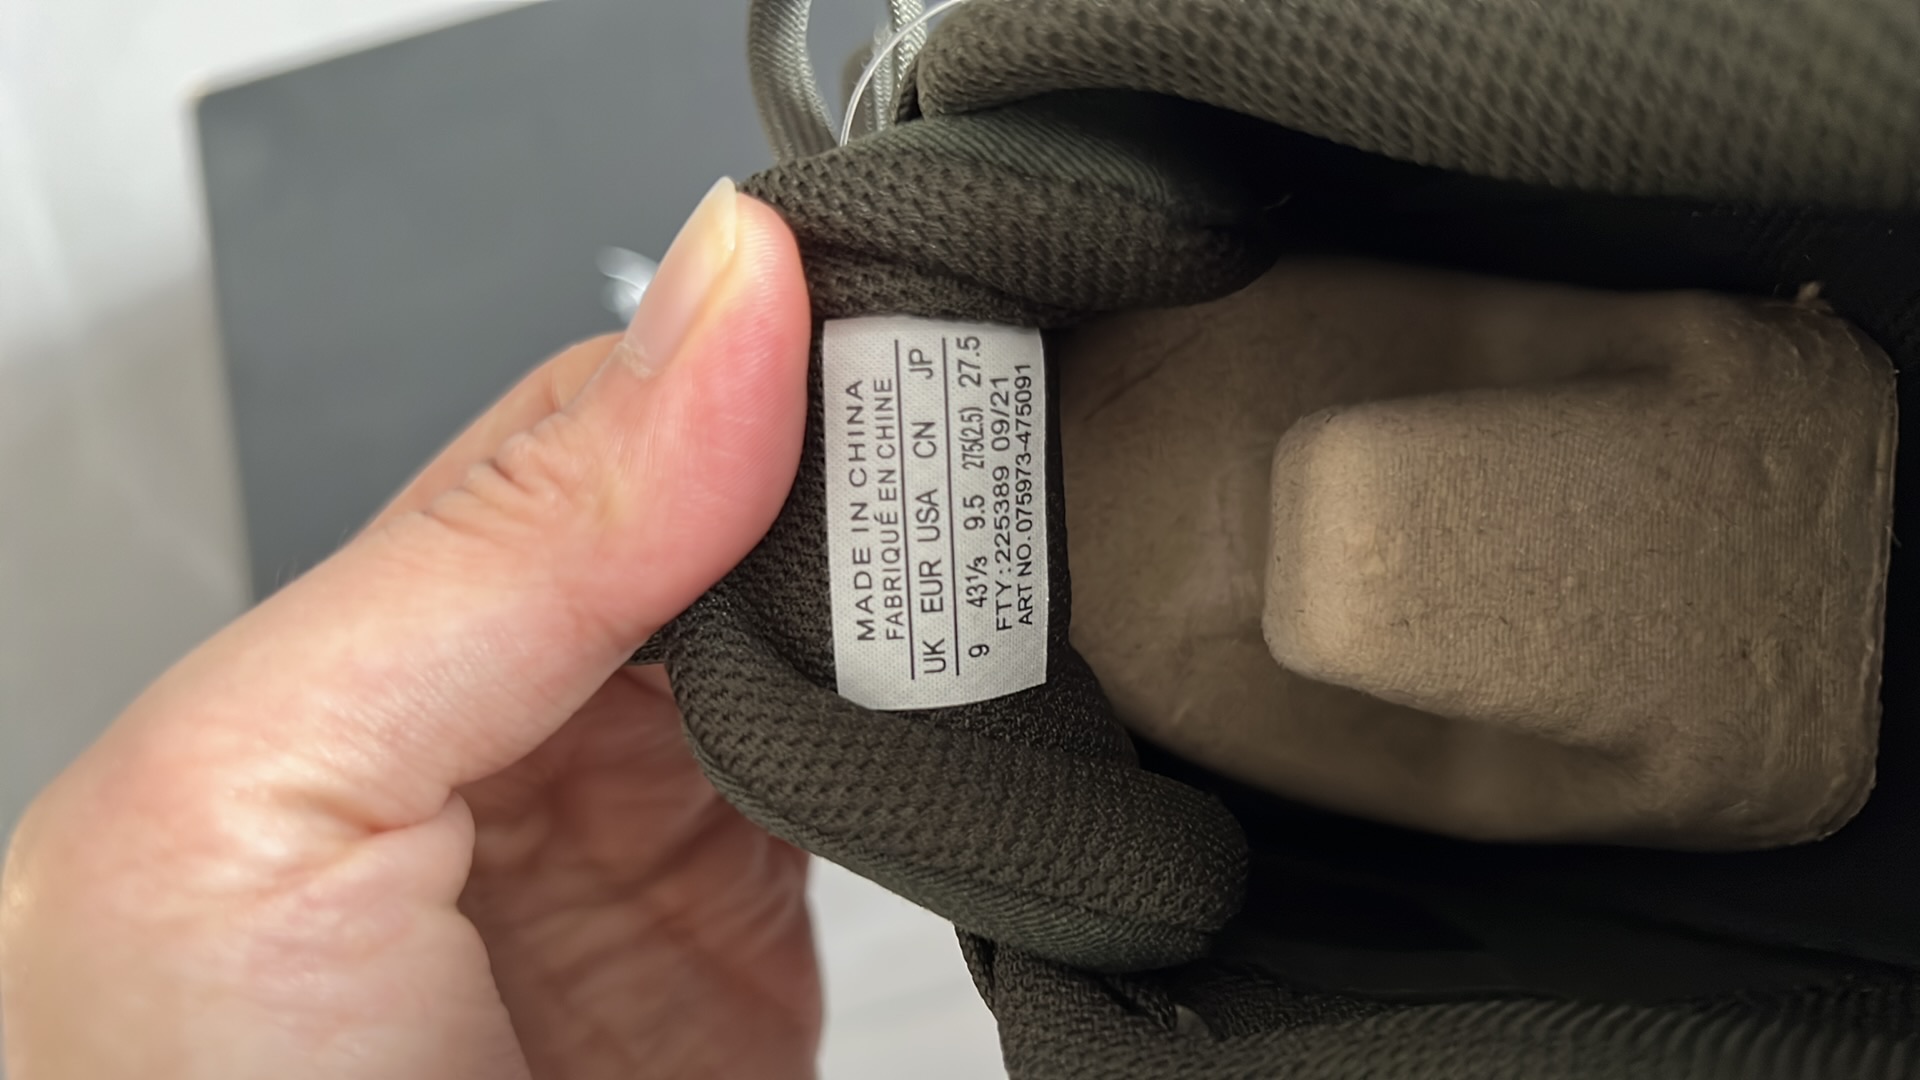 MADE IN CHINA
FABRIQUÉ EN CHINE
UK EUR USA CN JP
9 43⅓ 9.5 275(2.5) 27.5
FTY:225389 09/21
ART NO.075973-475091